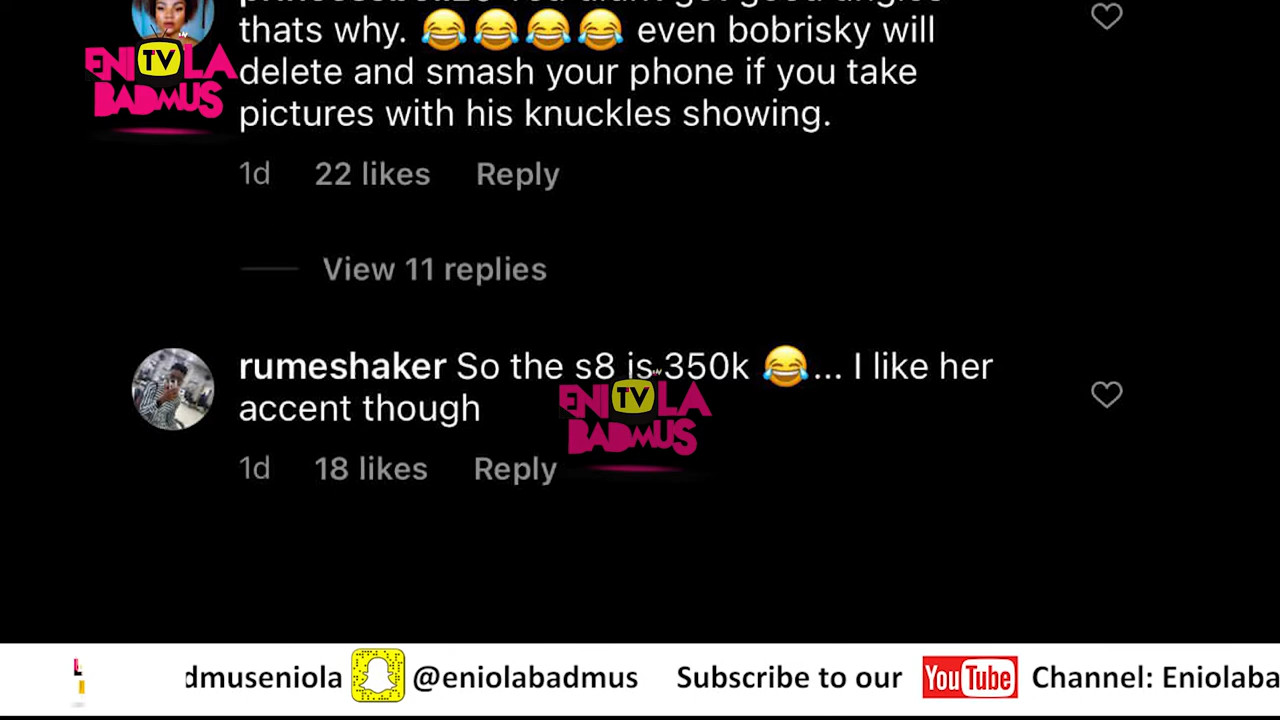 thats why. 😂😂😂😂 even bobrisky will
delete and smash your phone if you take
pictures with his knuckles showing.
1d 22 likes Reply
View 11 replies
rumeshaker So the s8 is 350k 😂... I like her
accent though
1d 18 likes Reply
ENIOLA TV BADMUS
ENIOLA TV BADMUS
dmuseniola @eniolabadmus Subscribe to our YouTube Channel: Eniolaba